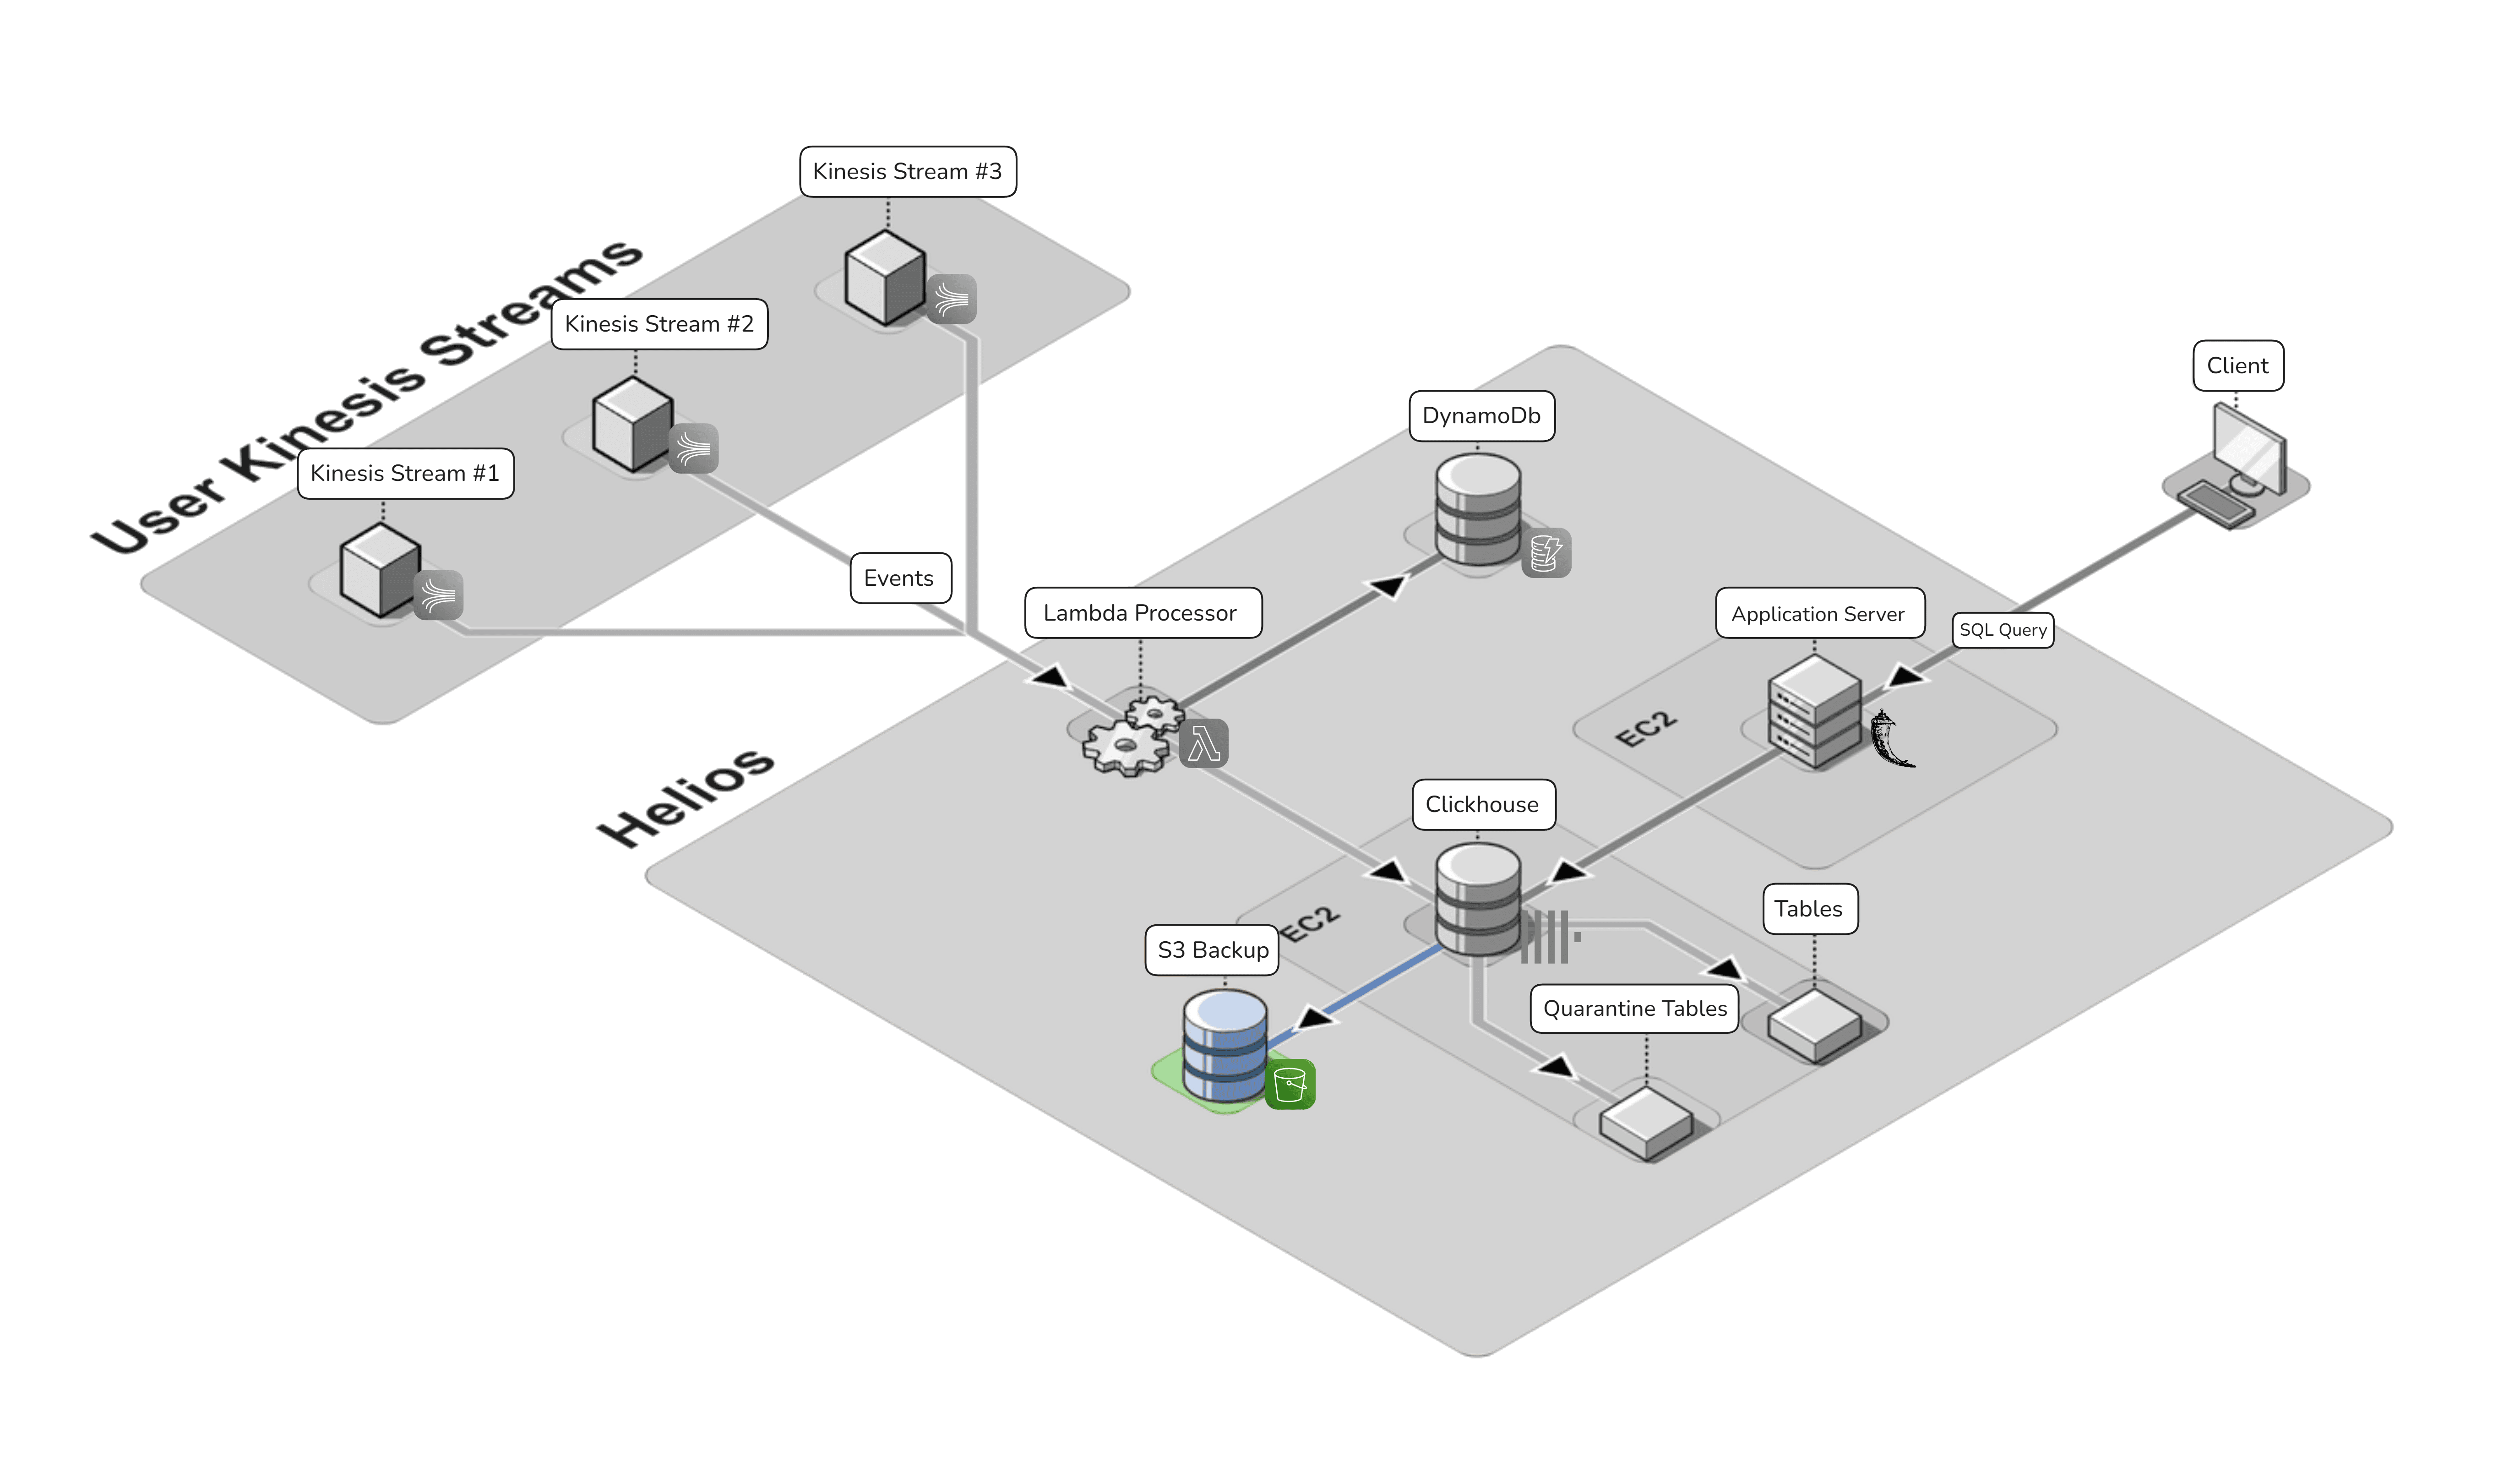 Kinesis Stream #3
User Kinesis Streams
Kinesis Stream #2
Kinesis Stream #1
Client
DynamoDb
Events
Lambda Processor
Application Server
SQL Query
EC2
Helios
Clickhouse
EC2
Tables
S3 Backup
Quarantine Tables